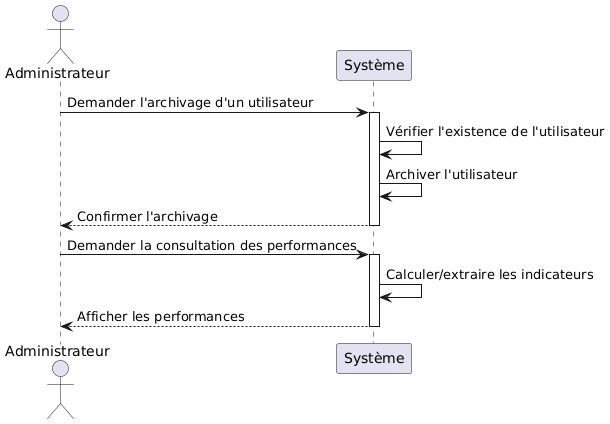 Administrateur
Système
Demander l'archivage d'un utilisateur
Vérifier l'existence de l'utilisateur
Archiver l'utilisateur
Confirmer l'archivage
Demander la consultation des performances
Calculer/extraire les indicateurs
Afficher les performances
Administrateur
Système